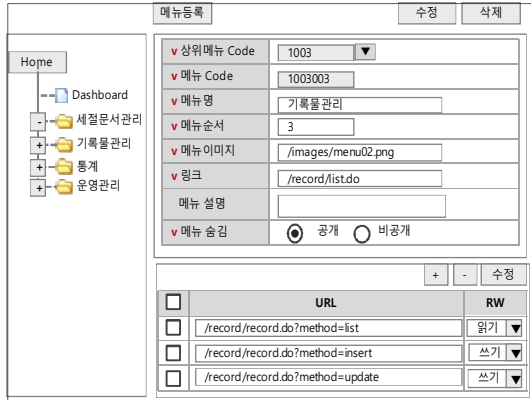 메뉴등록 수정 삭제
Home
Dashboard
- 세절문서관리
+ 기록물관리
+ 통계
+ 운영관리
v 상위메뉴 Code 1003 ▼
v 메뉴 Code 1003003
v 메뉴명 기록물관리
v 메뉴순서 3
v 메뉴이미지 /images/menu02.png
v 링크 /record/list.do
메뉴 설명
v 메뉴 숨김 공개 비공개
+ - 수정
URL RW
/record/record.do?method=list 읽기 ▼
/record/record.do?method=insert 쓰기 ▼
/record/record.do?method=update 쓰기 ▼